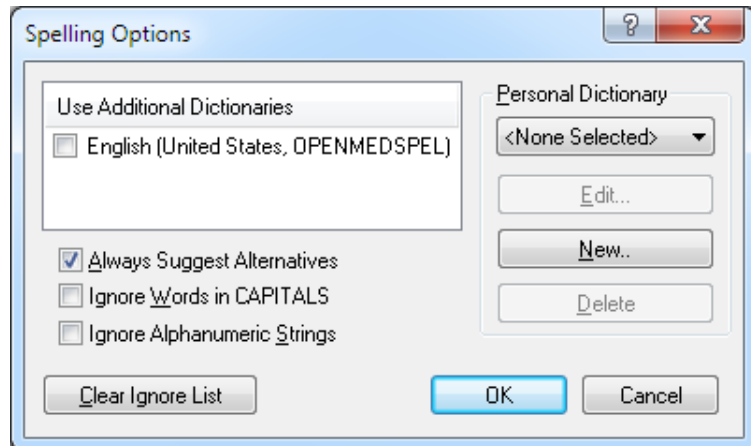 Spelling Options
?
X
Use Additional Dictionaries
English (United States, OPENMEDSPEL)
Always Suggest Alternatives
Ignore Words in CAPITALS
Ignore Alphanumeric Strings
Clear Ignore List
Personal Dictionary
<None Selected>
Edit...
New..
Delete
OK
Cancel